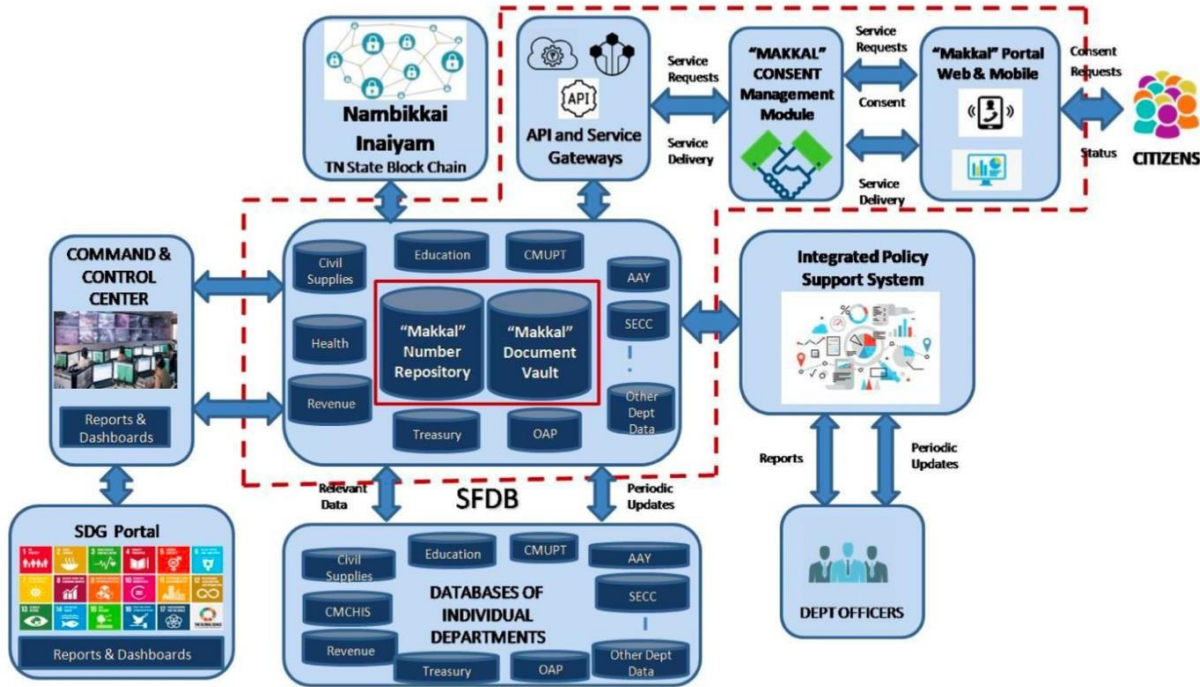 Nambikkai
Inaiyam
TN State Block Chain
API
API and Service
Gateways
Service
Requests
Service
Delivery
“MAKKAL”
CONSENT
Management
Module
Service
Requests
Consent
Service
Delivery
“Makkal” Portal
Web & Mobile
Consent
Requests
Status
CITIZENS
COMMAND &
CONTROL
CENTER
Reports &
Dashboards
Civil
Supplies
Education
CMUPT
AAY
Health
“Makkal”
Number
Repository
“Makkal”
Document
Vault
SECC
Revenue
Treasury
OAP
Other
Dept
Data
Integrated Policy
Support System
Reports
Periodic
Updates
DEPT OFFICERS
Relevant
Data
SFDB
Periodic
Updates
SDG Portal
Reports & Dashboards
Civil
Supplies
Education
CMUPT
AAY
CMCHIS
DATABASES OF
INDIVIDUAL
DEPARTMENTS
SECC
Revenue
Treasury
OAP
Other Dept
Data